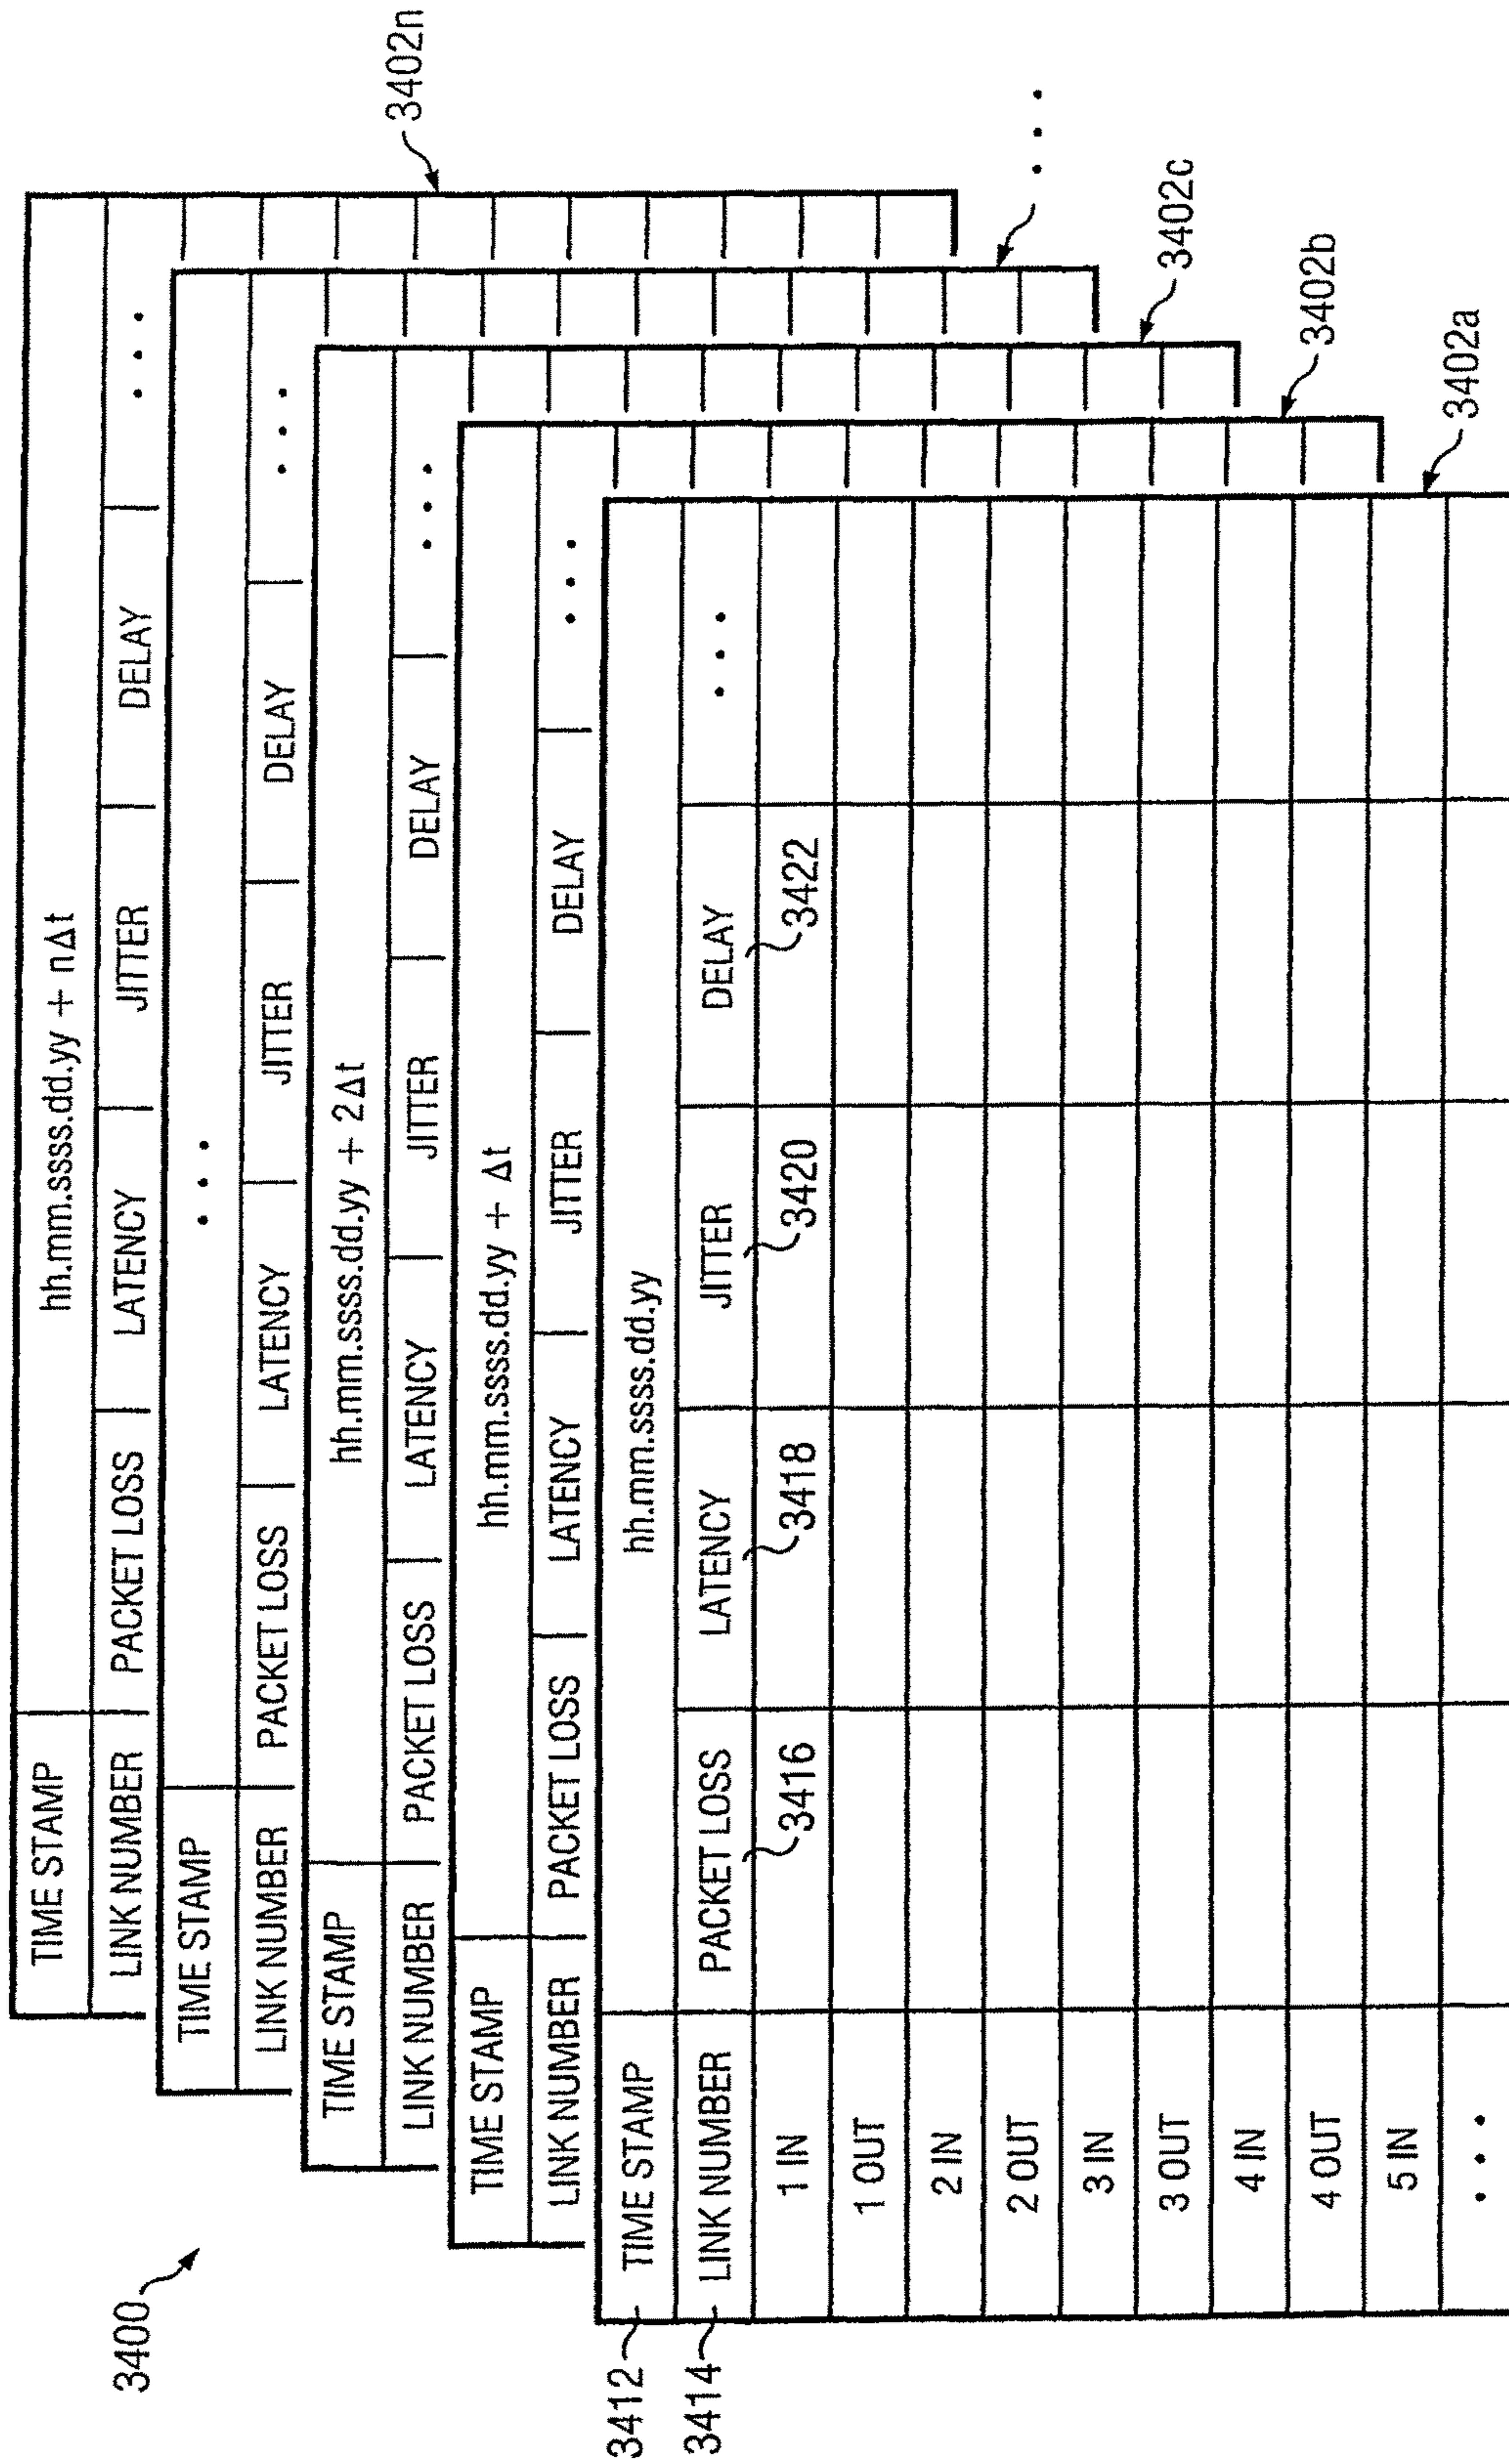 3400
TIME STAMP hh.mm.ssss.dd.yy + nΔt
LINK NUMBER PACKET LOSS LATENCY JITTER DELAY • • •
3402n
TIME STAMP • • •
LINK NUMBER PACKET LOSS LATENCY JITTER DELAY • • •
• • •
TIME STAMP hh.mm.ssss.dd.yy + 2Δt
LINK NUMBER PACKET LOSS LATENCY JITTER DELAY • • •
3402c
TIME STAMP hh.mm.ssss.dd.yy + Δt
LINK NUMBER PACKET LOSS LATENCY JITTER DELAY • • •
3402b
3412 TIME STAMP hh.mm.ssss.dd.yy
3414 LINK NUMBER PACKET LOSS LATENCY JITTER DELAY • • •
1 IN 3416 3418 3420 3422
1 OUT
2 IN
2 OUT
3 IN
3 OUT
4 IN
4 OUT
5 IN
3402a
• • •